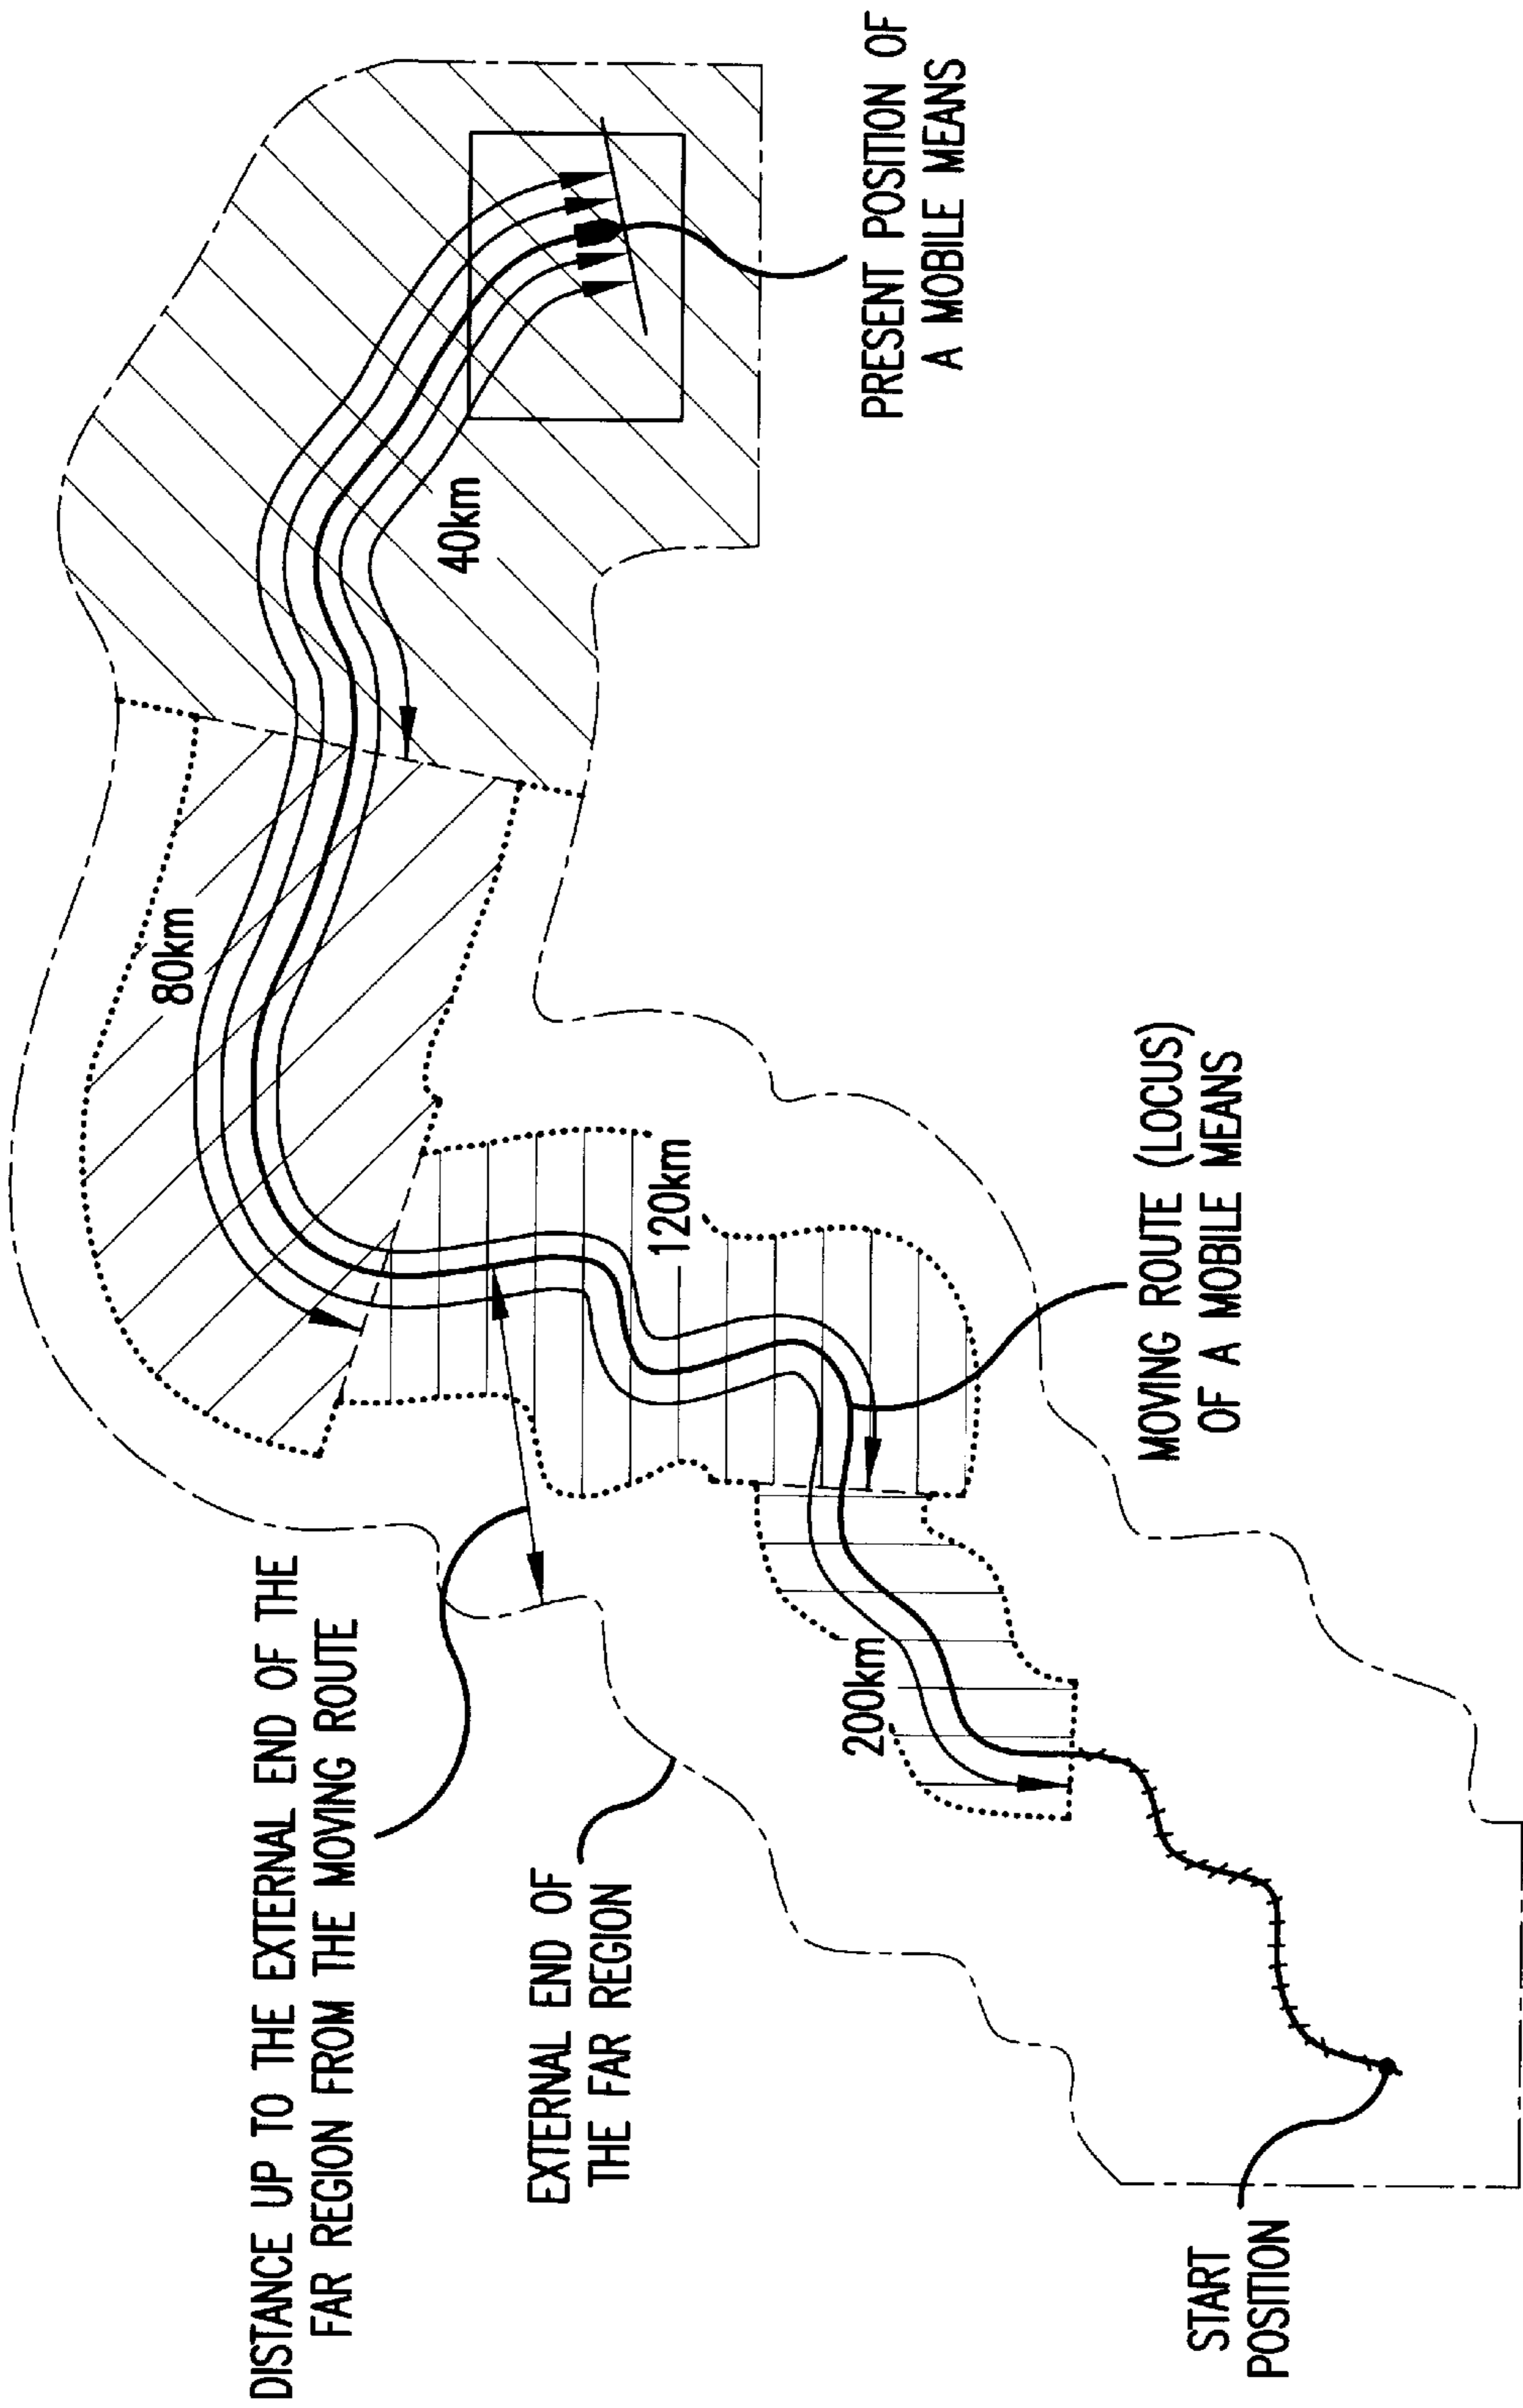 DISTANCE UP TO THE EXTERNAL END OF THE
FAR REGION FROM THE MOVING ROUTE
EXTERNAL END OF
THE FAR REGION
80km
40km
120km
200km
PRESENT POSITION OF
A MOBILE MEANS
MOVING ROUTE (LOCUS)
OF A MOBILE MEANS
START
POSITION